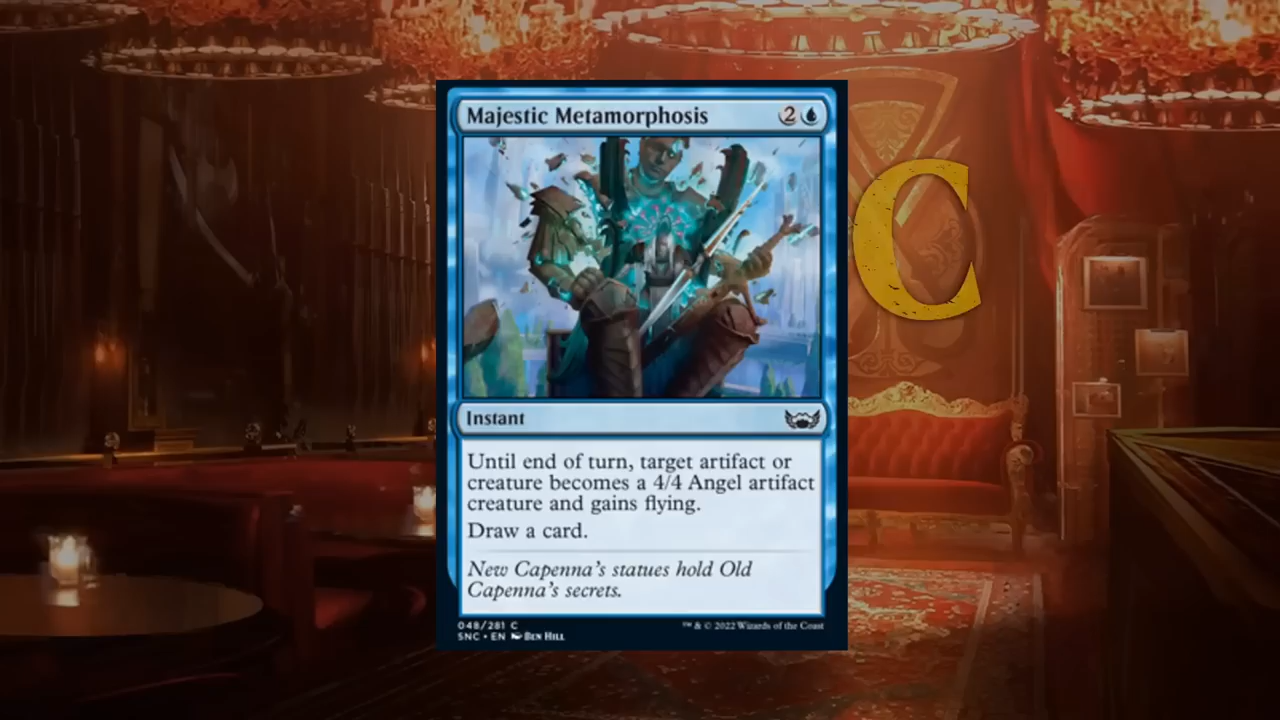 Majestic Metamorphosis 2
C
Instant
Until end of turn, target artifact or
creature becomes a 4/4 Angel artifact
creature and gains flying.
Draw a card.
New Capenna's statues hold Old
Capenna's secrets.
048/281 C
SNC • EN BEN HILL
™ & © 2022 Wizards of the Coast